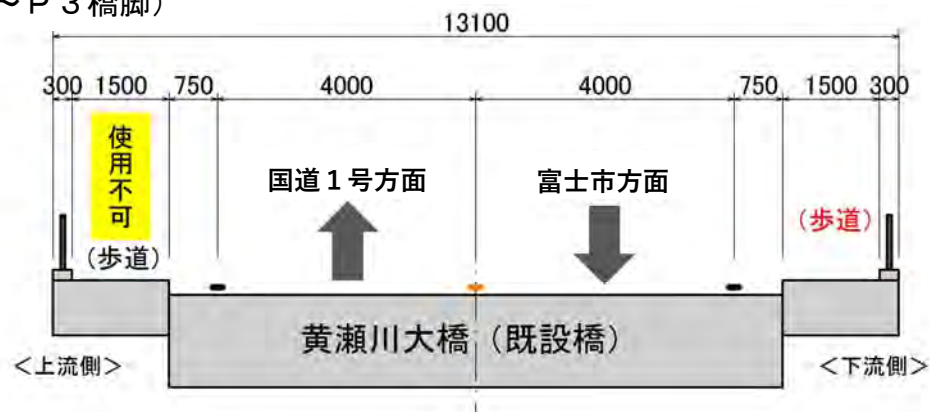 ～Ｐ３橋脚）
13100
300 1500 750 4000 4000 750 1500 300
使用不可
国道１号方面
富士市方面
（歩道）
（歩道）
黄瀬川大橋（既設橋）
＜上流側＞
＜下流側＞